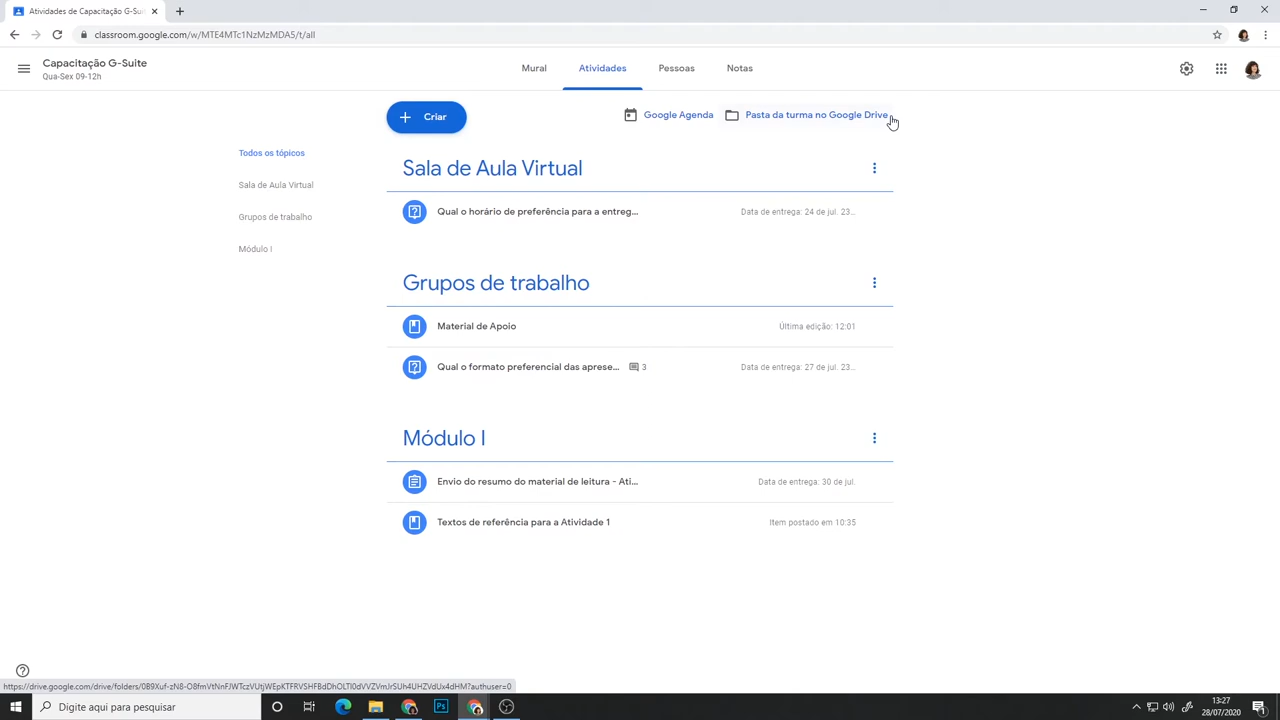 Atividades de Capacitação G-Suit
classroom.google.com/w/MTE4MTc1NzMzMDA5/t/all
Capacitação G-Suite
Qua-Sex 09-12h
Mural
Atividades
Pessoas
Notas
Criar
Google Agenda
Pasta da turma no Google Drive
Todos os tópicos
Sala de Aula Virtual
Grupos de trabalho
Módulo I
Sala de Aula Virtual
Qual o horário de preferência para a entreg...
Data de entrega: 24 de jul. 23...
Grupos de trabalho
Material de Apoio
Última edição: 12:01
Qual o formato preferencial das aprese...
3
Data de entrega: 27 de jul. 23...
Módulo I
Envio do resumo do material de leitura - Ati...
Data de entrega: 30 de jul.
Textos de referência para a Atividade 1
Item postado em 10:35
Digite aqui para pesquisar
Ps
13:27
28/07/2020
1